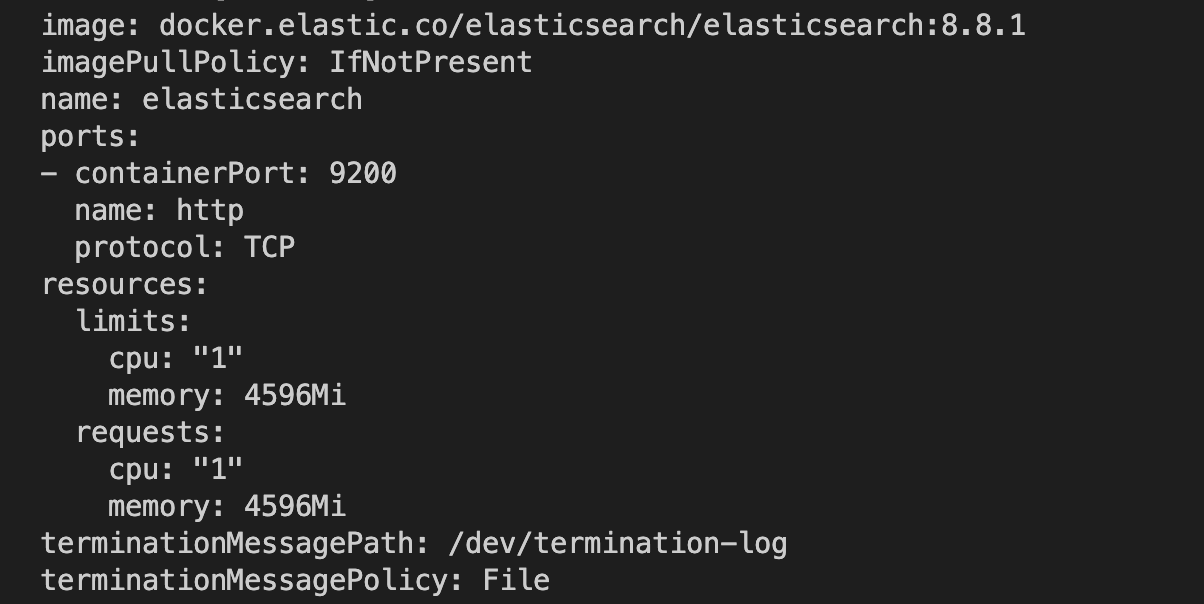 image: docker.elastic.co/elasticsearch/elasticsearch:8.8.1
imagePullPolicy: IfNotPresent
name: elasticsearch
ports:
- containerPort: 9200
  name: http
  protocol: TCP
resources:
  limits:
    cpu: "1"
    memory: 4596Mi
  requests:
    cpu: "1"
    memory: 4596Mi
terminationMessagePath: /dev/termination-log
terminationMessagePolicy: File